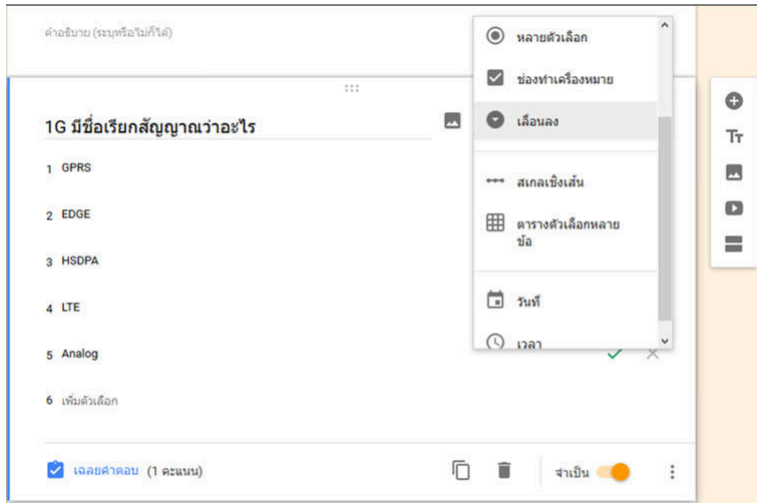 คำอธิบาย (ระบุหรือไม่ก็ได้)
1G มีชื่อเรียกสัญญาณว่าอะไร
1 GPRS
2 EDGE
3 HSDPA
4 LTE
5 Analog
6 เพิ่มตัวเลือก
เฉลยคำตอบ (1 คะแนน)
จำเป็น
หลายตัวเลือก
ช่องทำเครื่องหมาย
เลื่อนลง
สเกลเชิงเส้น
ตารางตัวเลือกหลาย
ข้อ
วันที่
เวลา
Tт